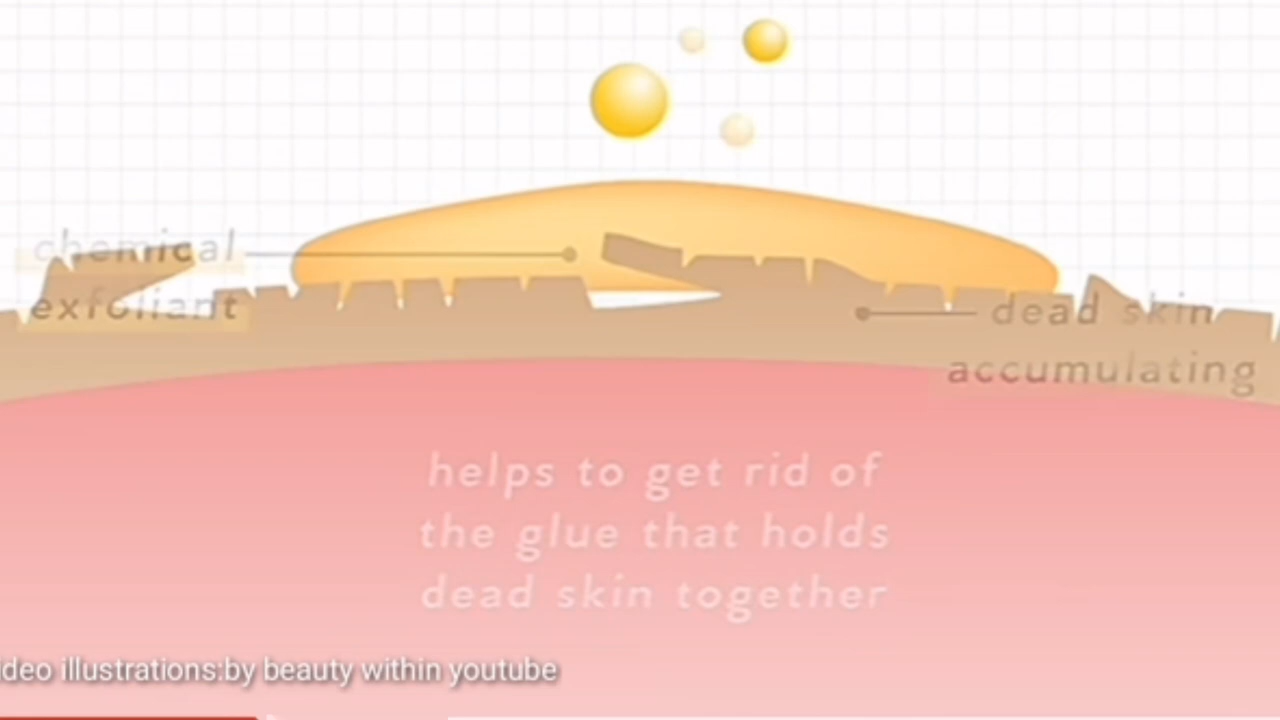 chemical
exfoliant
dead skin
accumulating
helps to get rid of
the glue that holds
dead skin together
ideo illustrations:by beauty within youtube